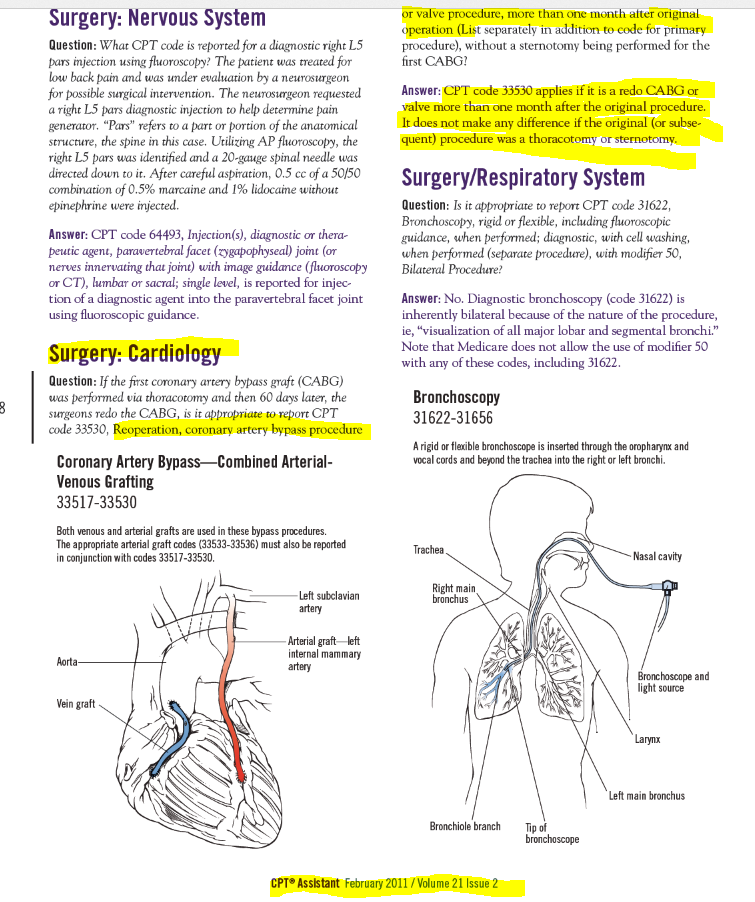 Surgery: Nervous System
Question: What CPT code is reported for a diagnostic right L5
pars injection using fluoroscopy? The patient was treated for
low back pain and was under evaluation by a neurosurgeon
for possible surgical intervention. The neurosurgeon requested
a right L5 pars diagnostic injection to help determine pain
generator. “Pars” refers to a part or portion of the anatomical
structure, the spine in this case. Utilizing AP fluoroscopy, the
right L5 pars was identified and a 20-gauge spinal needle was
directed down to it. After careful aspiration, 0.5 cc of a 50/50
combination of 0.5% marcaine and 1% lidocaine without
epinephrine were injected.
Answer: CPT code 64493, Injection(s), diagnostic or thera-
peutic agent, paravertebral facet (zygapophyseal) joint (or
nerves innervating that joint) with image guidance (fluoroscopy
or CT), lumbar or sacral; single level, is reported for injec-
tion of a diagnostic agent into the paravertebral facet joint
using fluoroscopic guidance.
Surgery: Cardiology
Question: If the first coronary artery bypass graft (CABG)
was performed via thoracotomy and then 60 days later, the
surgeons redo the CABG, is it appropriate to report CPT
code 33530, Reoperation, coronary artery bypass procedure
8
Coronary Artery Bypass—Combined Arterial-
Venous Grafting
33517-33530
Both venous and arterial grafts are used in these bypass procedures.
The appropriate arterial graft codes (33533-33536) must also be reported
in conjunction with codes 33517-33530.
Left subclavian
artery
Arterial graft—left
internal mammary
artery
Aorta
Vein graft
or valve procedure, more than one month after original
operation (List separately in addition to code for primary
procedure), without a sternotomy being performed for the
first CABG?
Answer: CPT code 33530 applies if it is a redo CABG or
valve more than one month after the original procedure.
It does not make any difference if the original (or subse-
quent) procedure was a thoracotomy or sternotomy.
Surgery/Respiratory System
Question: Is it appropriate to report CPT code 31622,
Bronchoscopy, rigid or flexible, including fluoroscopic
guidance, when performed; diagnostic, with cell washing,
when performed (separate procedure), with modifier 50,
Bilateral Procedure?
Answer: No. Diagnostic bronchoscopy (code 31622) is
inherently bilateral because of the nature of the procedure,
ie, “visualization of all major lobar and segmental bronchi.”
Note that Medicare does not allow the use of modifier 50
with any of these codes, including 31622.
Bronchoscopy
31622-31656
A rigid or flexible bronchoscope is inserted through the oropharynx and
vocal cords and beyond the trachea into the right or left bronchi.
Trachea
Nasal cavity
Right main
bronchus
Bronchoscope and
light source
Larynx
Left main bronchus
Bronchiole branch
Tip of
bronchoscope
CPT® Assistant February 2011 / Volume 21 Issue 2